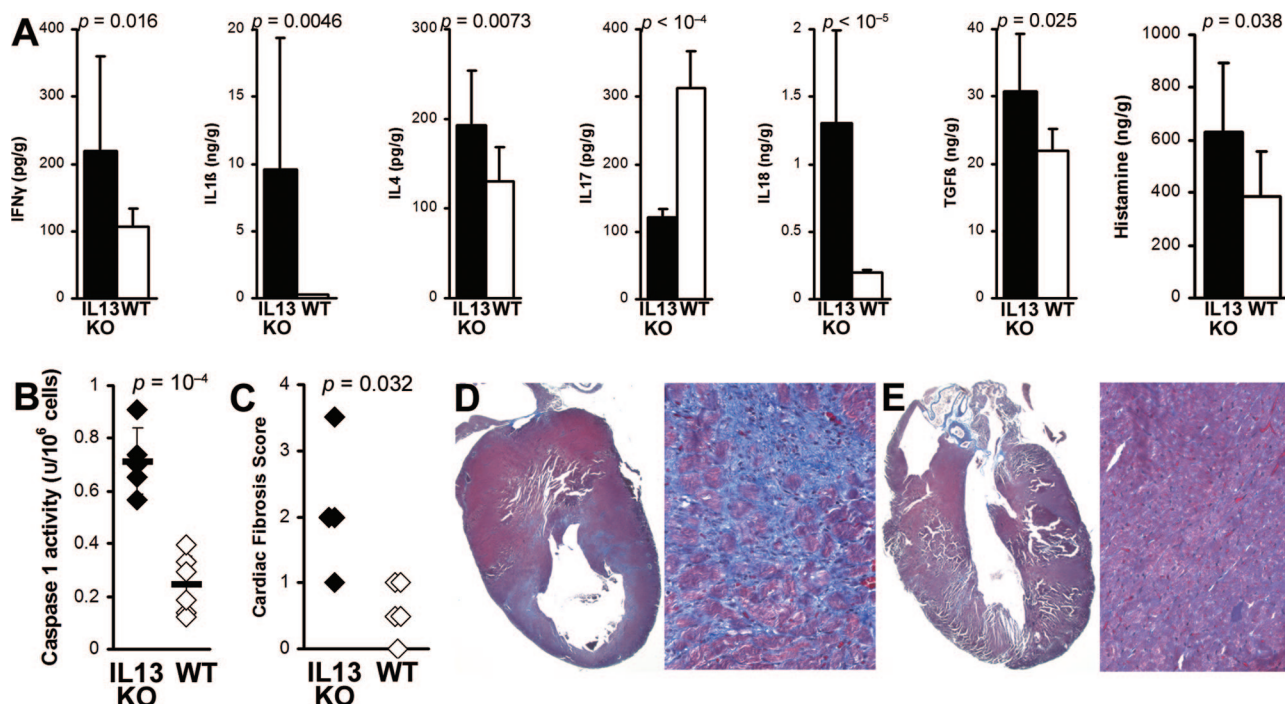 A
p = 0.016
IFNγ (pg/g)
400
300
200
100
0
IL13 WT
KO
p = 0.0046
IL1ß (ng/g)
20
15
10
5
0
IL13 WT
KO
p = 0.0073
IL4 (pg/g)
300
200
100
0
IL13 WT
KO
p < 10⁻⁴
IL17 (pg/g)
400
300
200
100
0
IL13 WT
KO
p < 10⁻⁵
IL18 (ng/g)
2
1.5
1
0.5
0
IL13 WT
KO
p = 0.025
TGFß (ng/g)
40
30
20
10
0
IL13 WT
KO
p = 0.038
Histamine (ng/g)
1000
800
600
400
200
0
IL13 WT
KO
B
p = 10⁻⁴
Caspase 1 activity (u/10⁶ cells)
1
0.8
0.6
0.4
0.2
0
IL13 WT
KO
C
p = 0.032
Cardiac Fibrosis Score
4
3
2
1
0
IL13 WT
KO
D
E